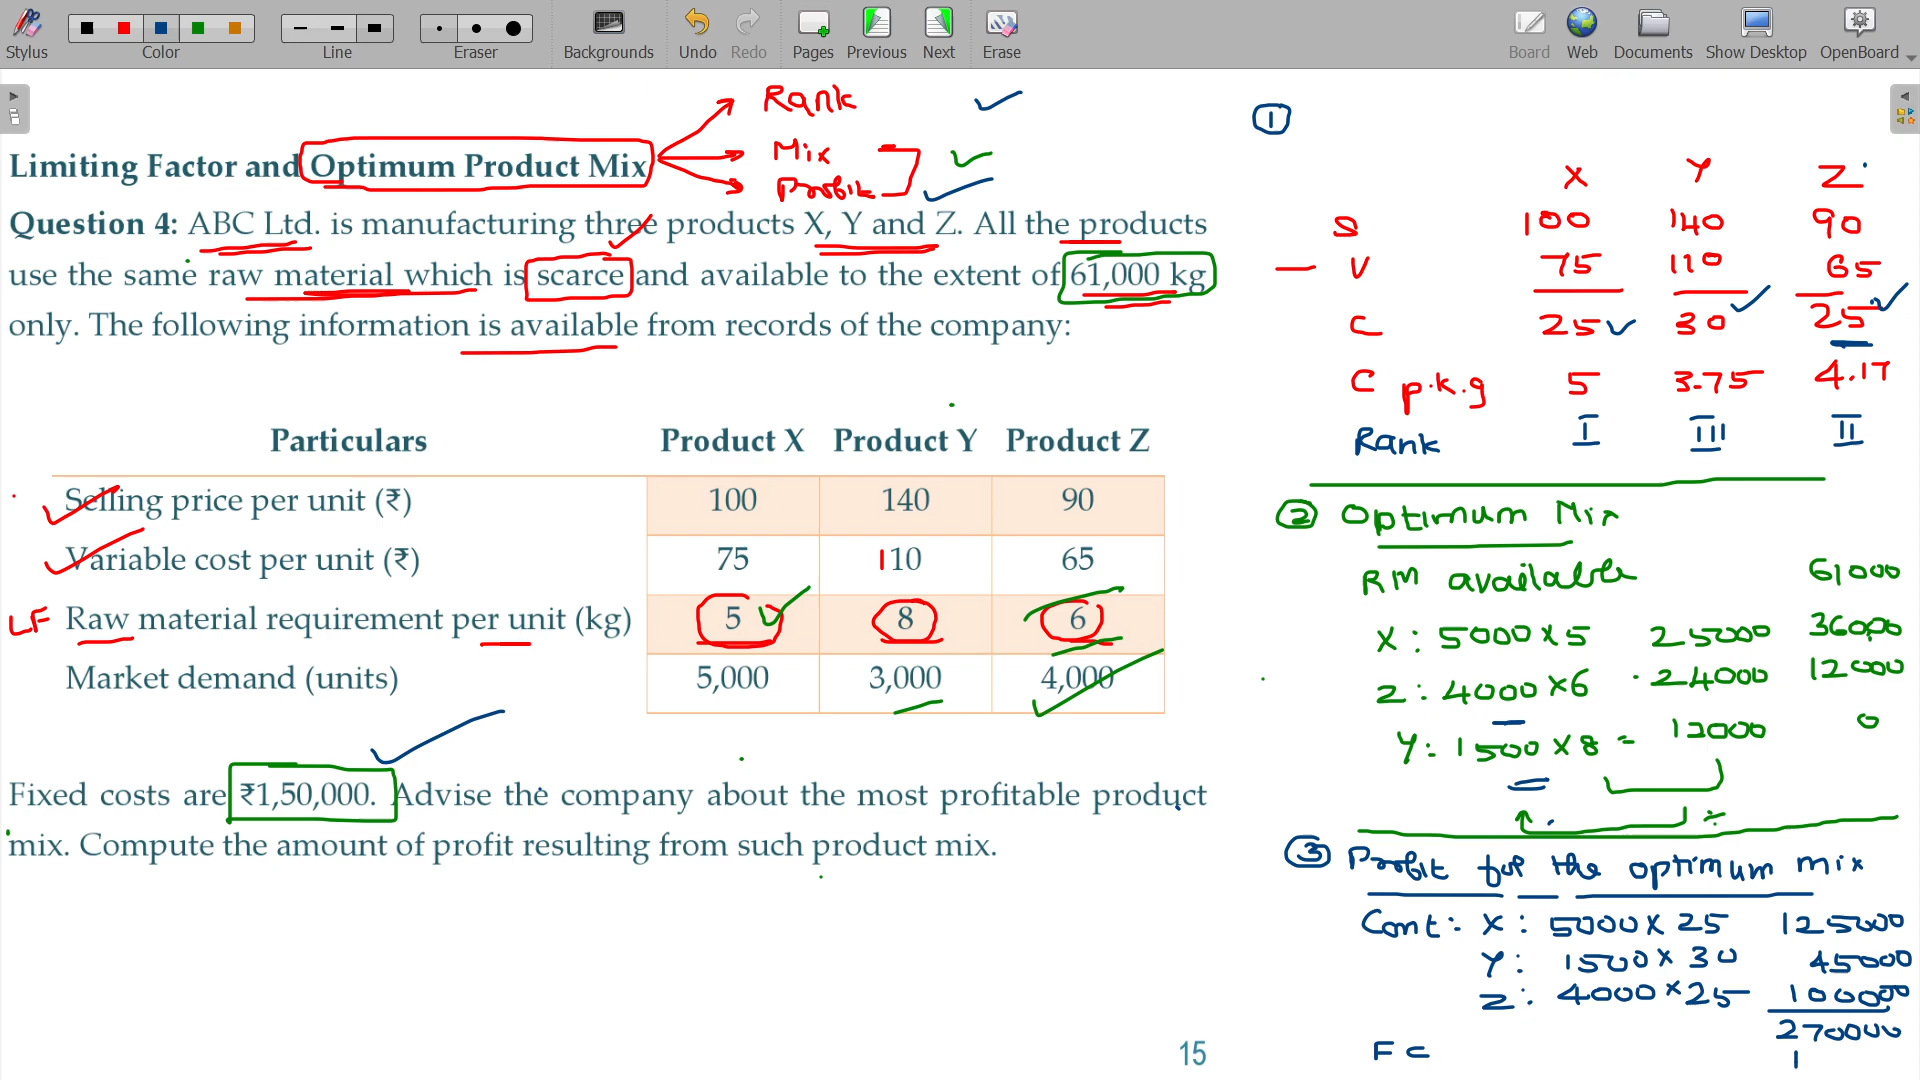 Stylus
Color
Line
Eraser
Backgrounds
Undo
Redo
Pages
Previous
Next
Erase
Board
Web
Documents
Show Desktop
OpenBoard
Rank
Mix
Profit
Limiting Factor and Optimum Product Mix
Question 4: ABC Ltd. is manufacturing three products X, Y and Z. All the products
use the same raw material which is scarce and available to the extent of 61,000 kg
only. The following information is available from records of the company:
Particulars Product X Product Y Product Z
Selling price per unit (₹) 100 140 90
Variable cost per unit (₹) 75 110 65
LF Raw material requirement per unit (kg) 5 8 6
Market demand (units) 5,000 3,000 4,000
Fixed costs are ₹1,50,000. Advise the company about the most profitable product
mix. Compute the amount of profit resulting from such product mix.
15
1
X Y Z
S 100 140 90
— V 75 110 65
C 25 30 25
C p.k.g 5 3.75 4.17
Rank I III II
2 Optimum Mix
RM available 61000
X : 5000 x 5 25000 36000
Z : 4000 x 6 24000 12000
Y : 1500 x 8 = 12000 0
÷
3 Profit for the optimum mix
Cont : X : 5000 x 25 125000
Y : 1500 x 30 45000
Z : 4000 x 25 100000
270000
F C 1